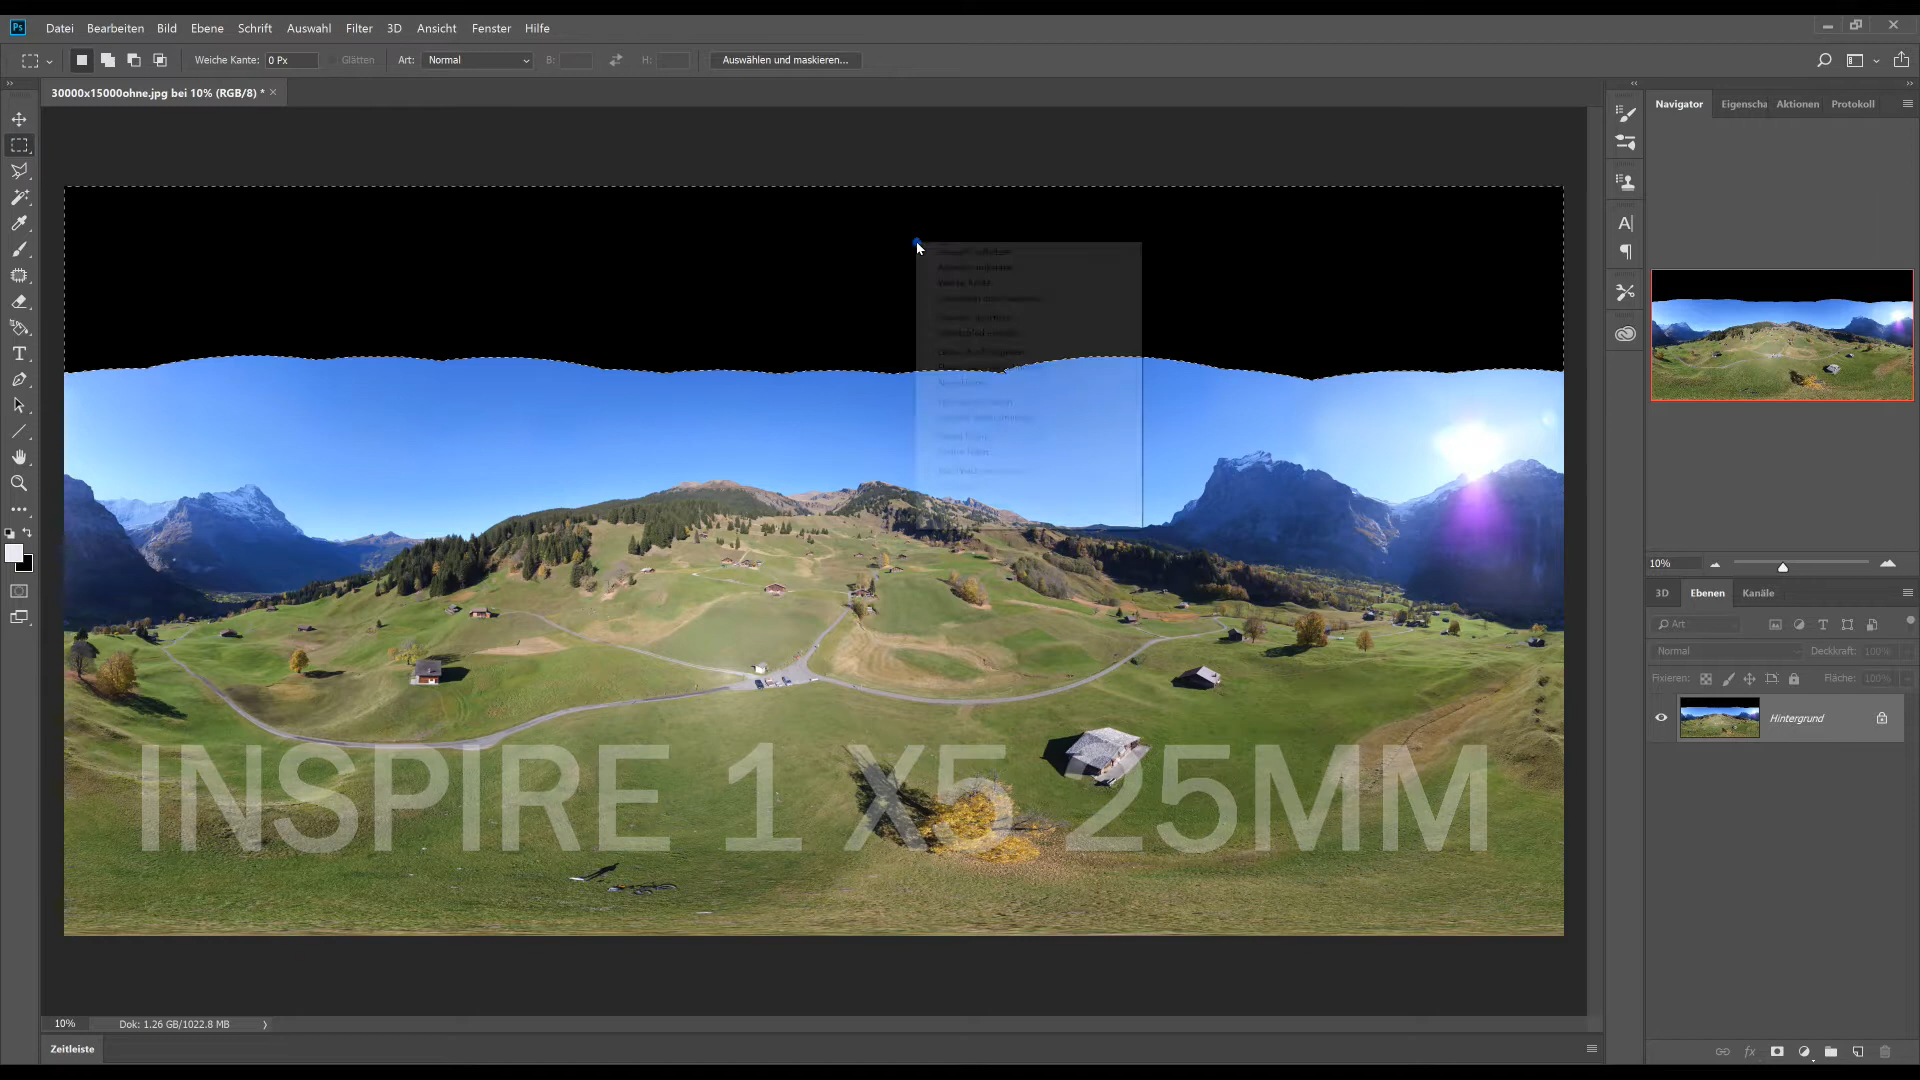 Ps Datei Bearbeiten Bild Ebene Schrift Auswahl Filter 3D Ansicht Fenster Hilfe
Weiche Kante: 0 Px Glätten Art: Normal B: H: Auswählen und maskieren...
30000x15000ohne.jpg bei 10% (RGB/8) * ×
Navigator Eigenscha Aktionen Protokoll
10%
3D Ebenen Kanäle
Art
Normal Deckkraft: 100%
Fixieren: Fläche: 100%
Hintergrund
INSPIRE 1 X5 25MM
10% Dok: 1.26 GB/1022.8 MB
Zeitleiste
fx